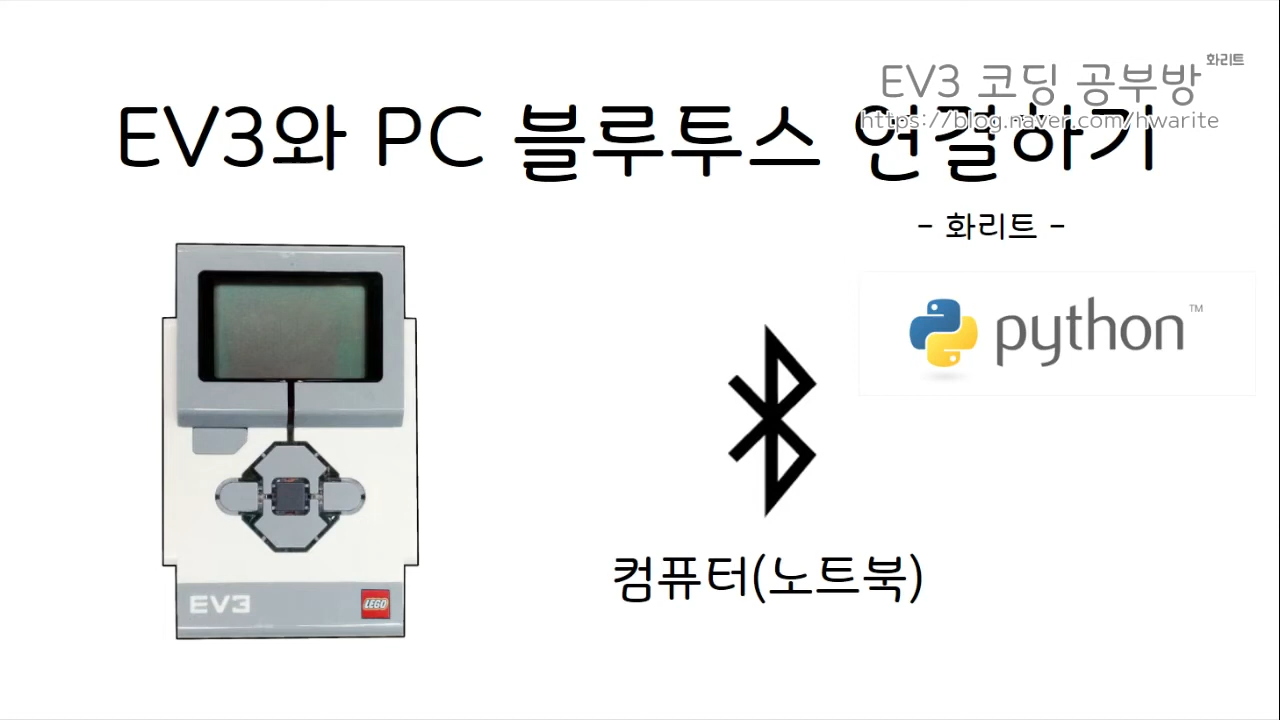 화리트
EV3 코딩 공부방
https://blog.naver.com/hwarite
EV3와 PC 블루투스 연결하기
- 화리트 -
python™
컴퓨터(노트북)
EV3
LEGO